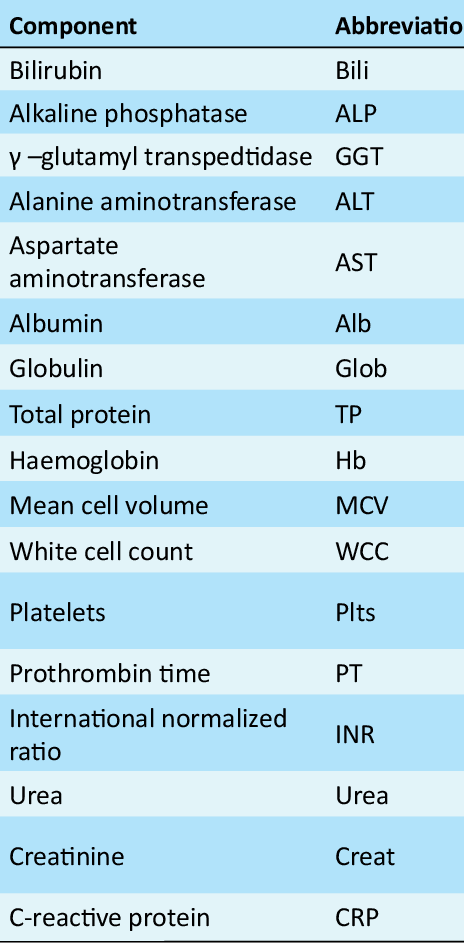 Component Abbreviatio
Bilirubin Bili
Alkaline phosphatase ALP
γ –glutamyl transpedtidase GGT
Alanine aminotransferase ALT
Aspartate
aminotransferase AST
Albumin Alb
Globulin Glob
Total protein TP
Haemoglobin Hb
Mean cell volume MCV
White cell count WCC
Platelets Plts
Prothrombin time PT
International normalized
ratio INR
Urea Urea
Creatinine Creat
C-reactive protein CRP